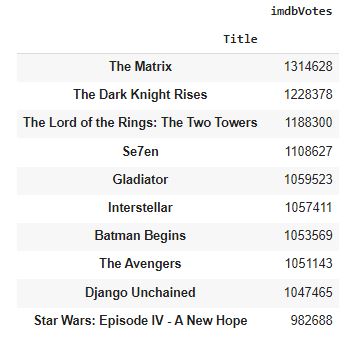 imdbVotes
Title
The Matrix 1314628
The Dark Knight Rises 1228378
The Lord of the Rings: The Two Towers 1188300
Se7en 1108627
Gladiator 1059523
Interstellar 1057411
Batman Begins 1053569
The Avengers 1051143
Django Unchained 1047465
Star Wars: Episode IV - A New Hope 982688